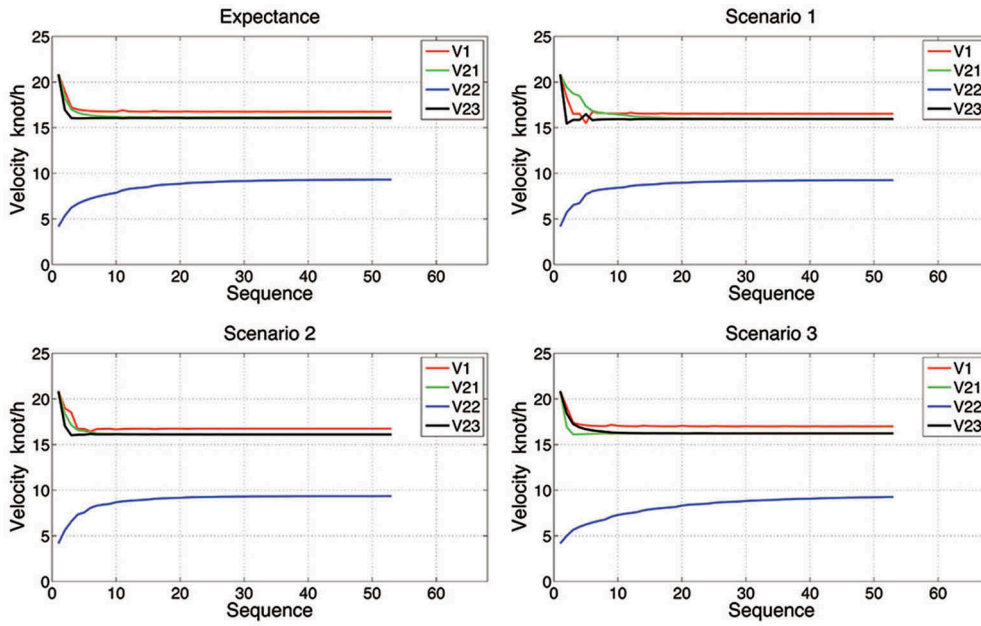 Expectance
25
20
15
10
5
0
Velocity knot/h
0 10 20 30 40 50 60
Sequence
V1
V21
V22
V23
Scenario 1
25
20
15
10
5
0
Velocity knot/h
0 10 20 30 40 50 60
Sequence
V1
V21
V22
V23
Scenario 2
25
20
15
10
5
0
Velocity knot/h
0 10 20 30 40 50 60
Sequence
V1
V21
V22
V23
Scenario 3
25
20
15
10
5
0
Velocity knot/h
0 10 20 30 40 50 60
Sequence
V1
V21
V22
V23